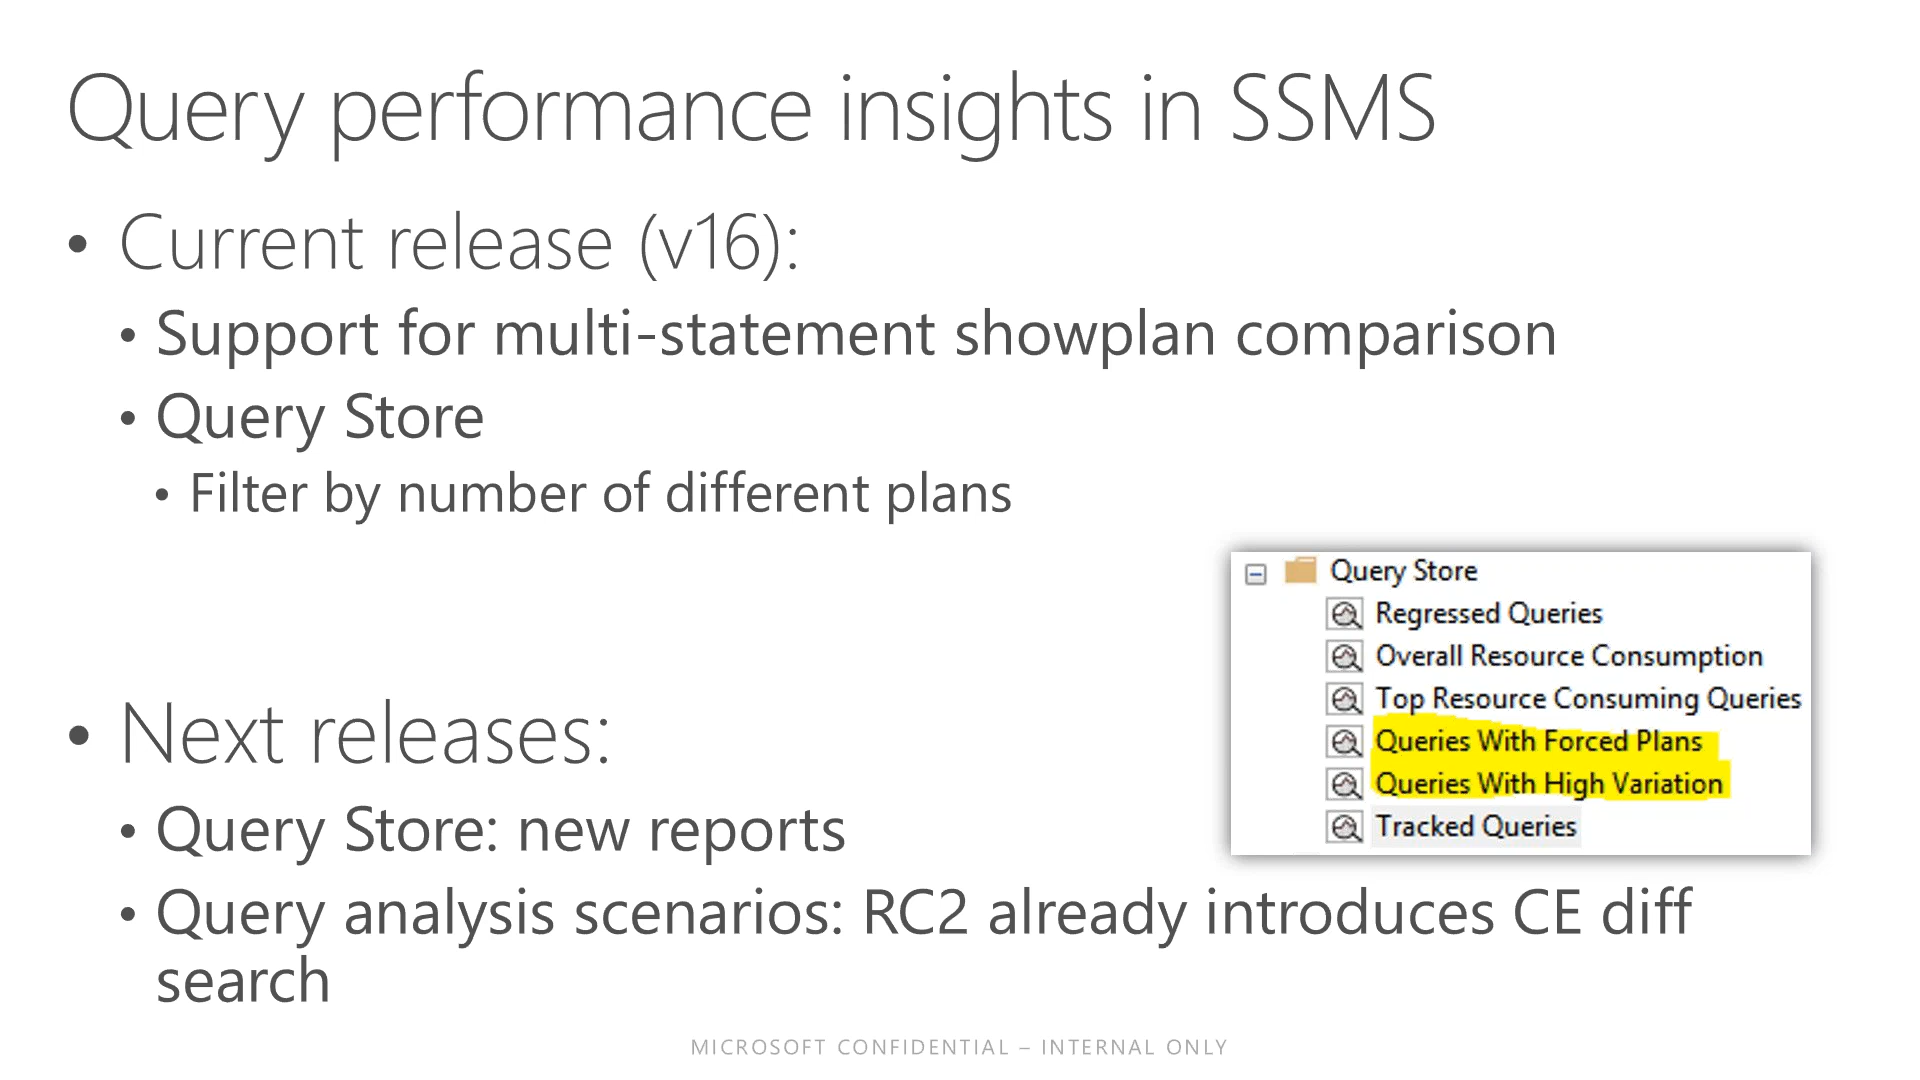 Query performance insights in SSMS
• Current release (v16):
• Support for multi-statement showplan comparison
• Query Store
• Filter by number of different plans
Query Store
Regressed Queries
Overall Resource Consumption
Top Resource Consuming Queries
Queries With Forced Plans
Queries With High Variation
Tracked Queries
• Next releases:
• Query Store: new reports
• Query analysis scenarios: RC2 already introduces CE diff
search
MICROSOFT CONFIDENTIAL – INTERNAL ONLY